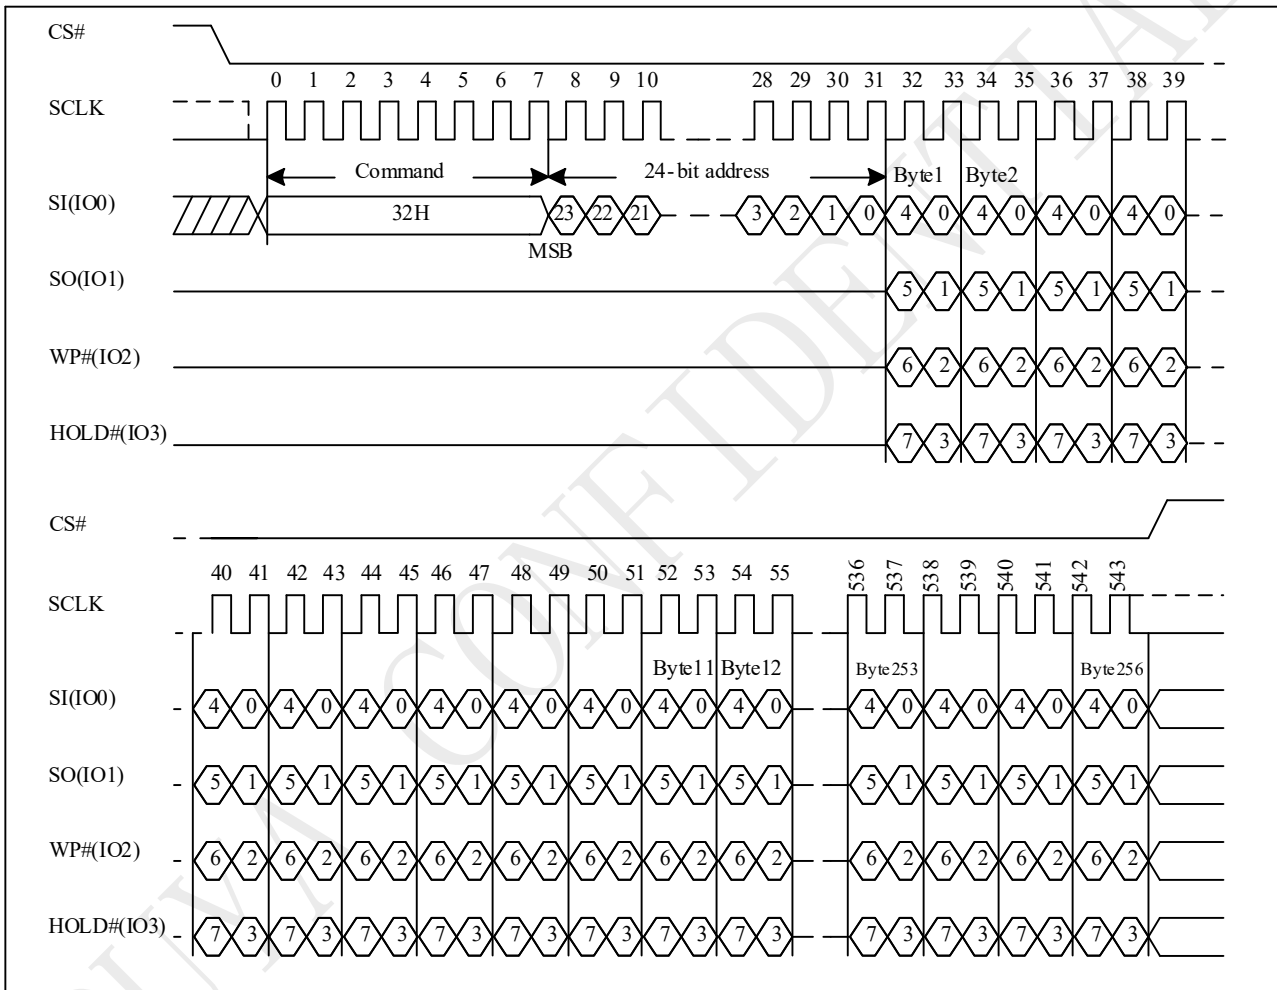 CS#
0 1 2 3 4 5 6 7 8 9 10 28 29 30 31 32 33 34 35 36 37 38 39
SCLK
Command 24-bit address Byte1 Byte2
SI(IO0) 32H 23 22 21 3 2 1 0 4 0 4 0 4 0 4 0
MSB
SO(IO1) 5 1 5 1 5 1 5 1
WP#(IO2) 6 2 6 2 6 2 6 2
HOLD#(IO3) 7 3 7 3 7 3 7 3
CS#
40 41 42 43 44 45 46 47 48 49 50 51 52 53 54 55 536 537 538 539 540 541 542 543
SCLK
Byte11 Byte12 Byte253 Byte256
SI(IO0) 4 0 4 0 4 0 4 0 4 0 4 0 4 0 4 0 4 0 4 0 4 0 4 0
SO(IO1) 5 1 5 1 5 1 5 1 5 1 5 1 5 1 5 1 5 1 5 1 5 1 5 1
WP#(IO2) 6 2 6 2 6 2 6 2 6 2 6 2 6 2 6 2 6 2 6 2 6 2 6 2
HOLD#(IO3) 7 3 7 3 7 3 7 3 7 3 7 3 7 3 7 3 7 3 7 3 7 3 7 3
CONFIDENTIAL